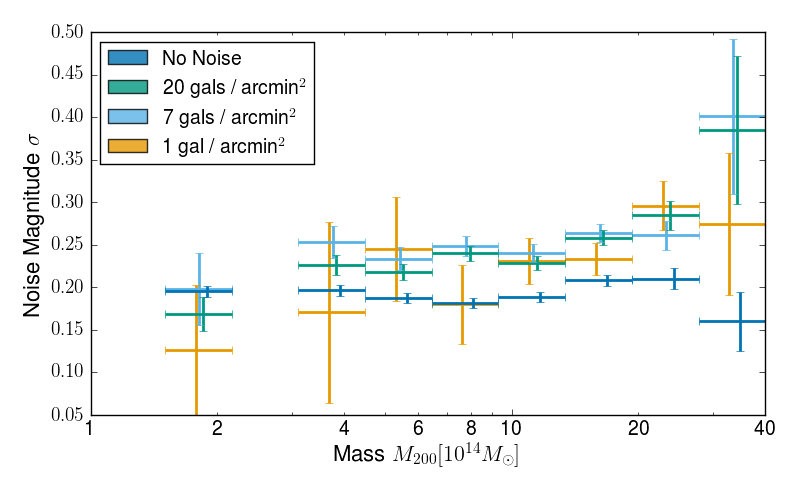 0.50
0.45
0.40
0.35
0.30
0.25
0.20
0.15
0.10
0.05
Noise Magnitude σ
No Noise
20 gals / arcmin²
7 gals / arcmin²
1 gal / arcmin²
1 2 4 6 8 10 20 40
Mass M₂₀₀[10¹⁴M☉]